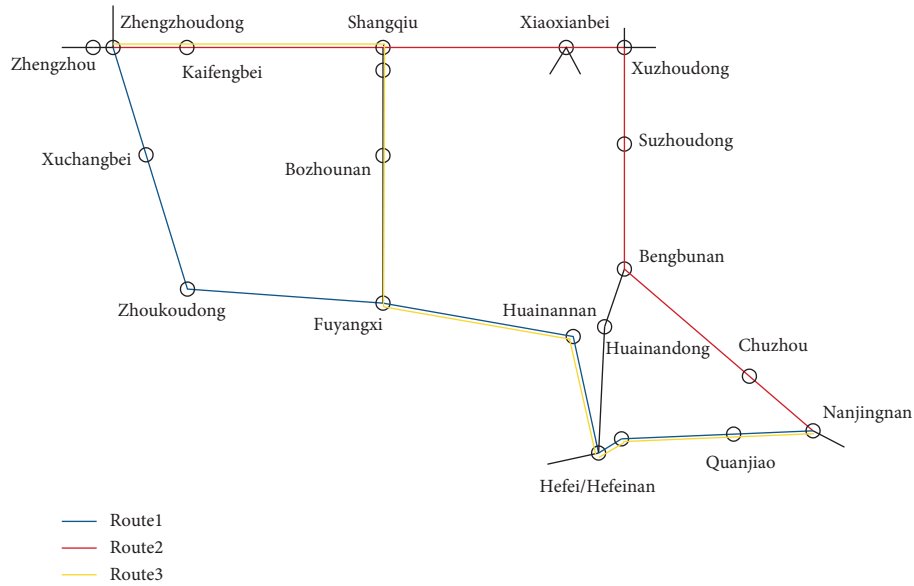 Zhengzhoudong
Shangqiu
Xiaoxianbei
Zhengzhou
Kaifengbei
Xuzhoudong
Xuchangbei
Bozhounan
Suzhoudong
Bengbunan
Zhoukoudong
Fuyangxi
Huainannan
Huainandong
Chuzhou
Nanjingnan
Quanjiao
Hefei/Hefeinan
Route1
Route2
Route3